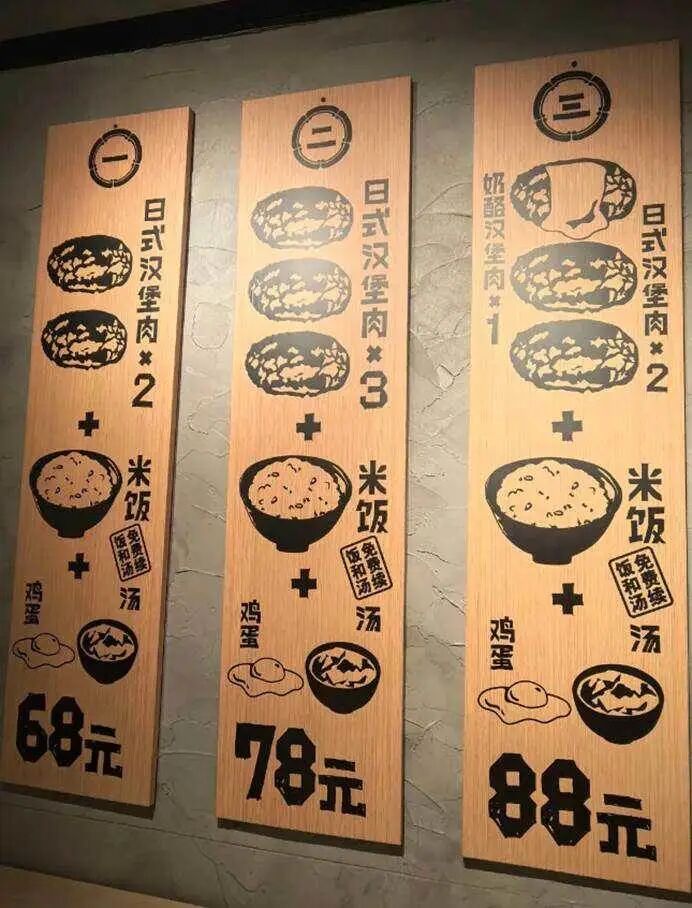 一
日式汉堡肉×2
+
米饭
免费续
饭和汤
+
鸡蛋
汤
68元
二
日式汉堡肉×3
+
米饭
免费续
饭和汤
+
鸡蛋
汤
78元
三
奶酪汉堡肉×1
日式汉堡肉×2
+
米饭
免费续
饭和汤
+
鸡蛋
汤
88元